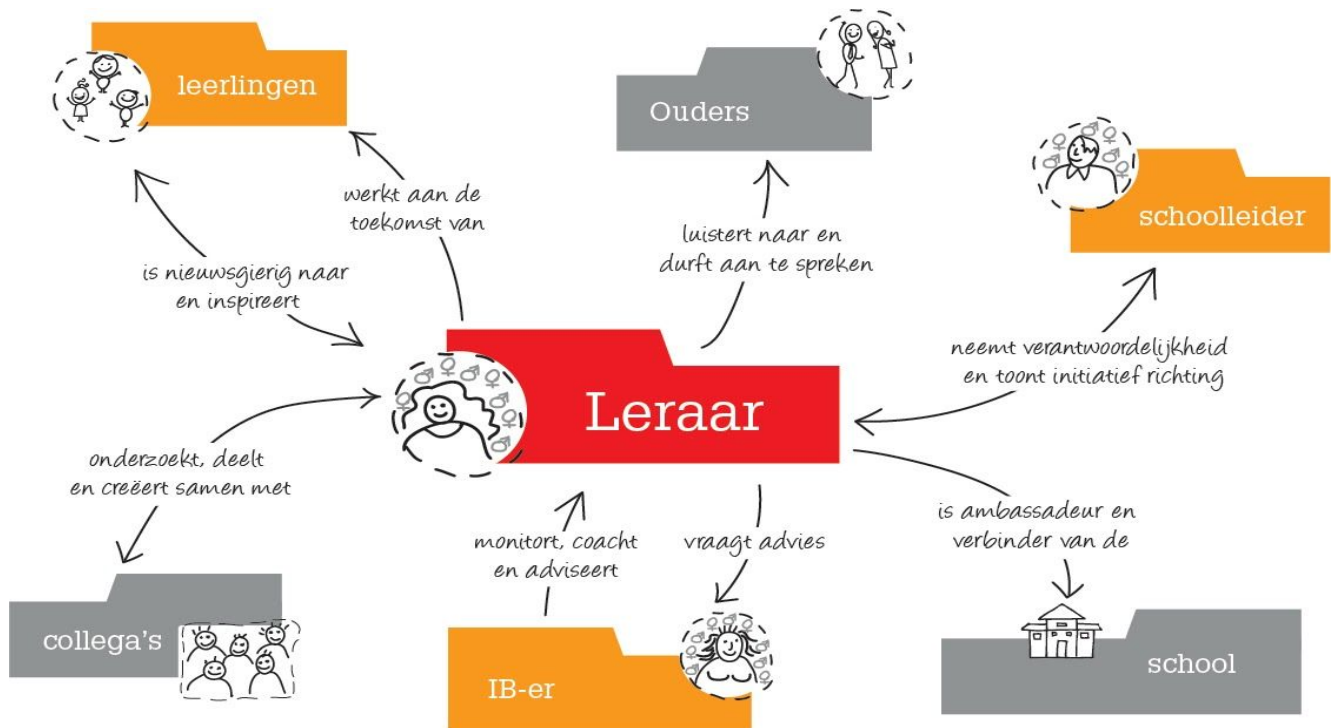 leerlingen
Ouders
schoolleider
werkt aan de
toekomst van
luistert naar en
durft aan te spreken
is nieuwsgierig naar
en inspireert
neemt verantwoordelijkheid
en toont initiatief richting
Leraar
onderzoekt, deelt
en creëert samen met
monitort, coacht
en adviseert
vraagt advies
is ambassadeur en
verbinder van de
collega's
IB-er
school